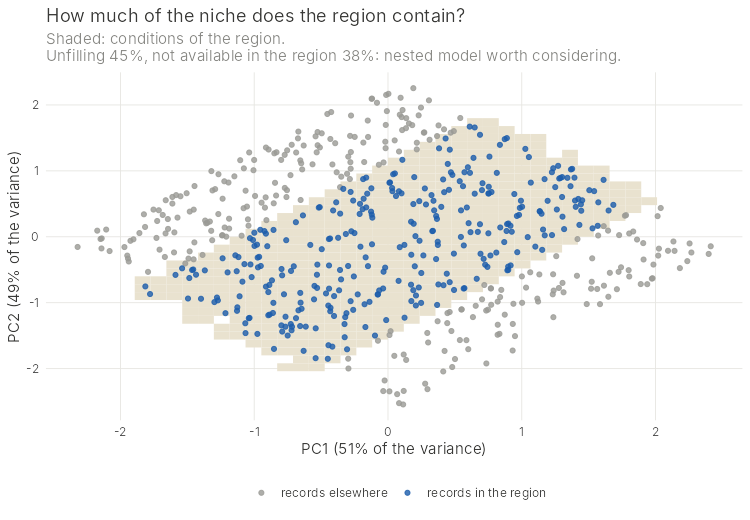 How much of the niche does the region contain?
Shaded: conditions of the region.
Unfilling 45%, not available in the region 38%: nested model worth considering.
PC2 (49% of the variance)
2
1
0
-1
-2
-2
-1
0
1
2
PC1 (51% of the variance)
records elsewhere
records in the region